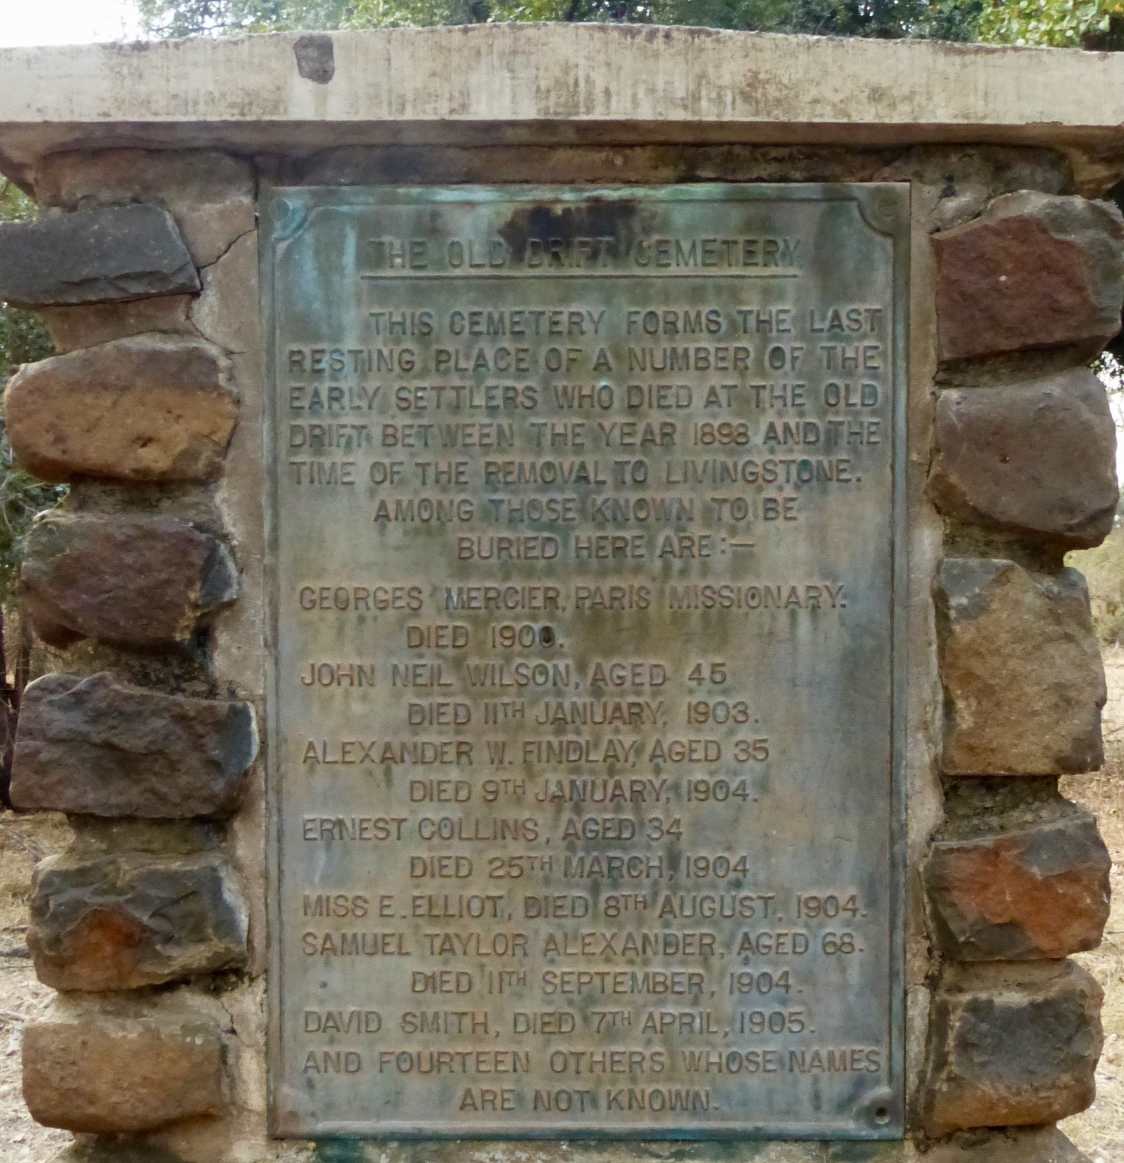 THE OLD DRIFT CEMETERY
THIS CEMETERY FORMS THE LAST
RESTING PLACE OF A NUMBER OF THE
EARLY SETTLERS WHO DIED AT THE OLD
DRIFT BETWEEN THE YEAR 1898 AND THE
TIME OF THE REMOVAL TO LIVINGSTONE.
AMONG THOSE KNOWN TO BE
BURIED HERE ARE:—
GEORGES MERCIER, PARIS MISSIONARY.
DIED 1900.
JOHN NEIL WILSON, AGED 45
DIED 11TH JANUARY, 1903.
ALEXANDER W. FINDLAY, AGED 35
DIED 9TH JANUARY, 1904.
ERNEST COLLINS, AGED 34
DIED 25TH MARCH, 1904
MISS E. ELLIOT, DIED 8TH AUGUST, 1904.
SAMUEL TAYLOR ALEXANDER, AGED 68.
DIED 11TH SEPTEMBER, 1904.
DAVID SMITH, DIED 7TH APRIL, 1905.
AND FOURTEEN OTHERS WHOSE NAMES
ARE NOT KNOWN.